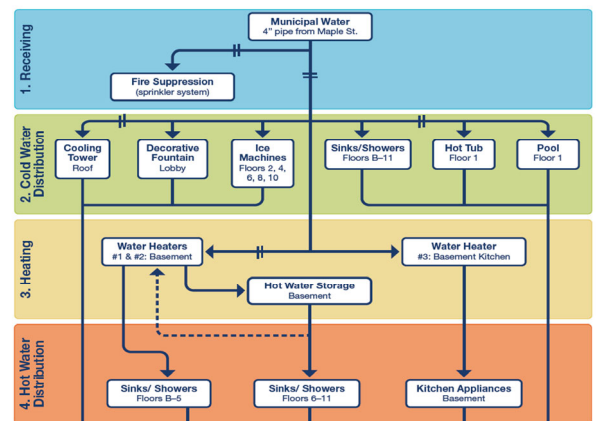 1. Receiving
Municipal Water
4” pipe from Maple St.
Fire Suppression
(sprinkler system)
2. Cold Water
Distribution
Cooling
Tower
Roof
Decorative
Fountain
Lobby
Ice
Machines
Floors 2, 4,
6, 8, 10
Sinks/Showers
Floors B–11
Hot Tub
Floor 1
Pool
Floor 1
3. Heating
Water Heaters
#1 & #2: Basement
Water Heater
#3: Basement Kitchen
Hot Water Storage
Basement
4. Hot Water
Distribution
Sinks/ Showers
Floors B–5
Sinks/ Showers
Floors 6–11
Kitchen Appliances
Basement